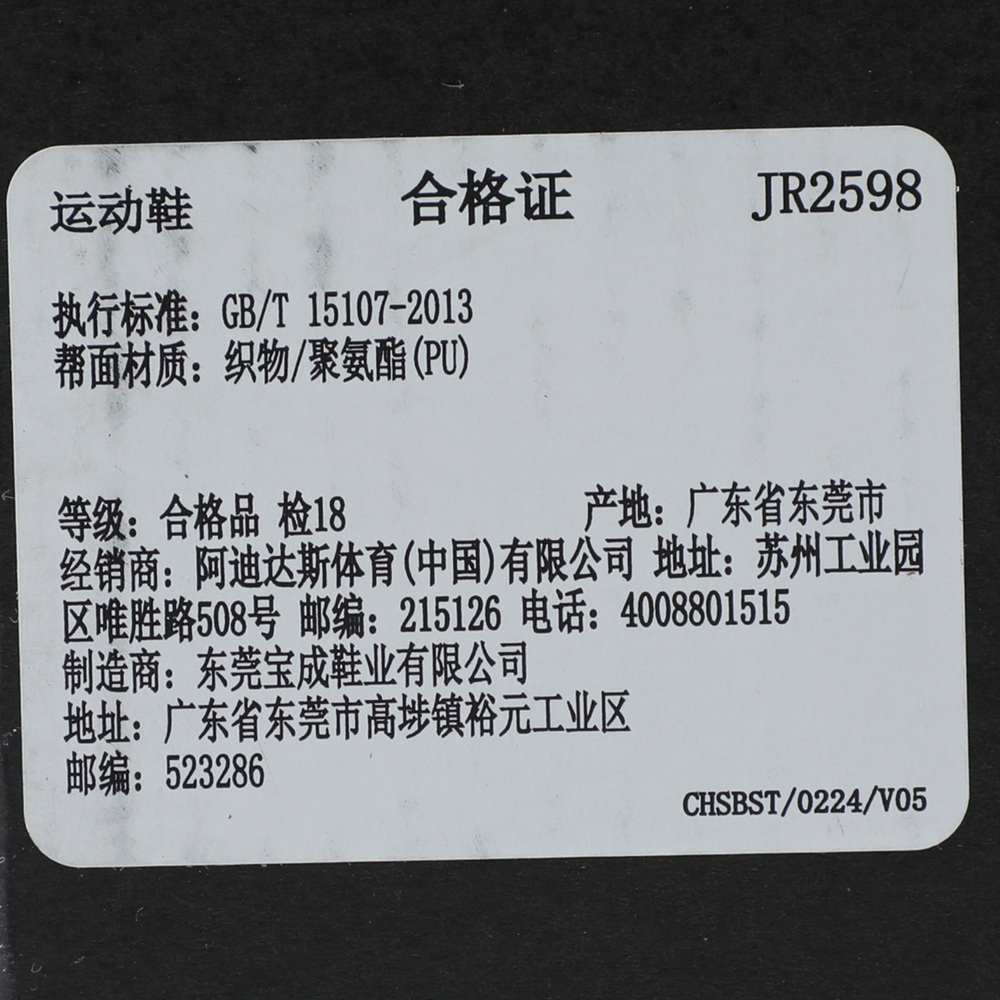 运动鞋 合格证 JR2598
执行标准：GB/T 15107-2013
帮面材质：织物/聚氨酯(PU)
等级：合格品 检18 产地：广东省东莞市
经销商：阿迪达斯体育(中国)有限公司 地址：苏州工业园
区唯胜路508号 邮编：215126 电话：4008801515
制造商：东莞宝成鞋业有限公司
地址：广东省东莞市高埗镇裕元工业区
邮编：523286
CHSBST/0224/V05